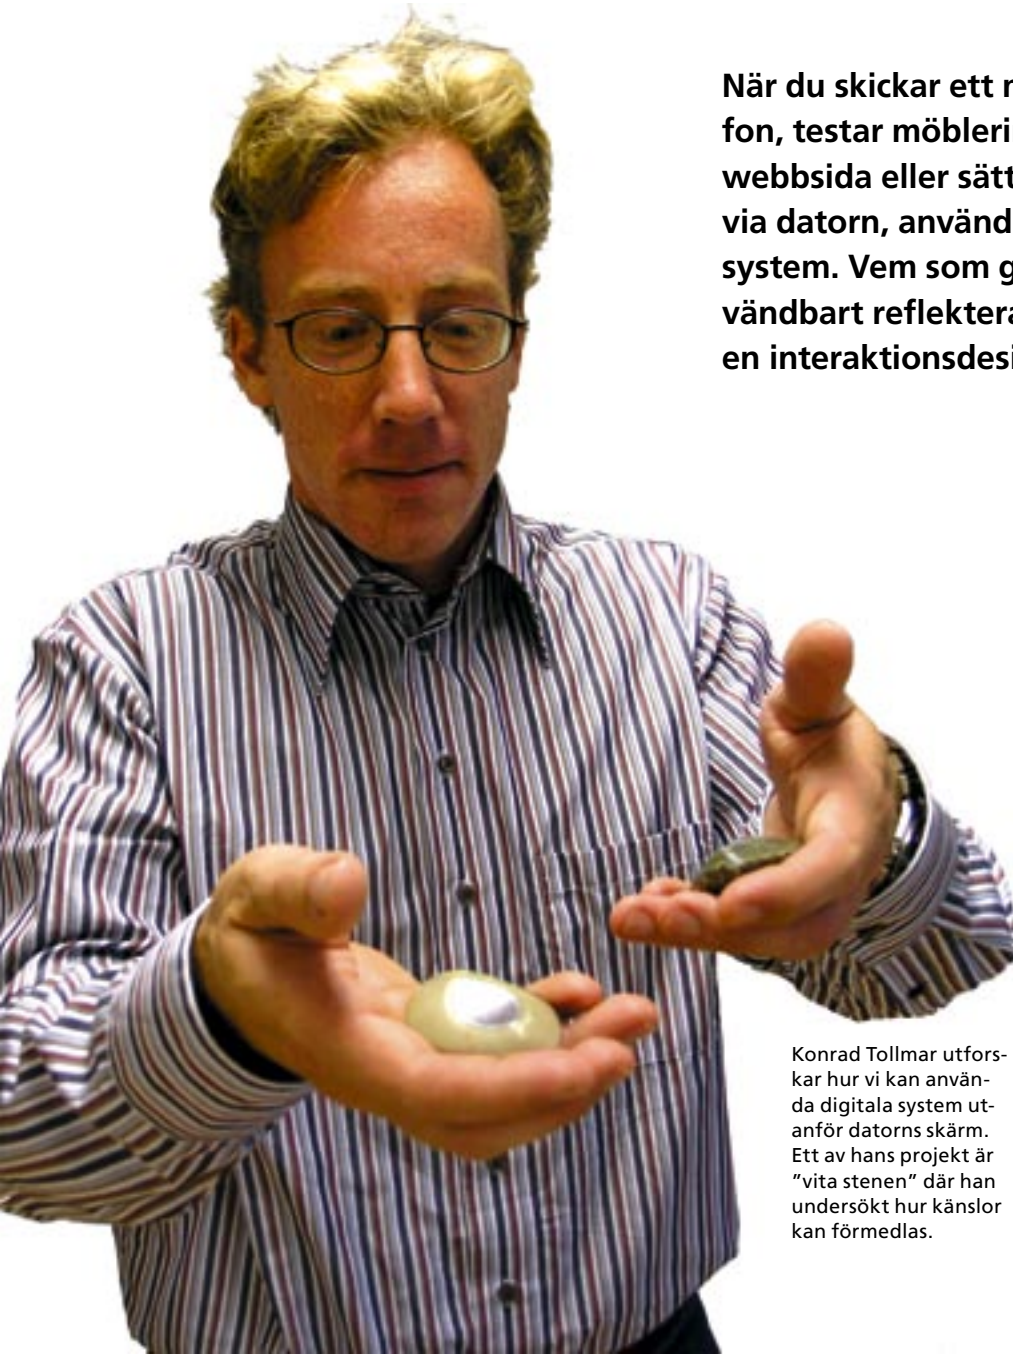 När du skickar ett
fon, testar möbleri
webbsida eller sätt
via datorn, använd
system. Vem som g
vändbart reflektera
en interaktionsdesi
Konrad Tollmar utfors-
kar hur vi kan använ-
da digitala system ut-
anför datorns skärm.
Ett av hans projekt är
”vita stenen” där han
undersökt hur känslor
kan förmedlas.